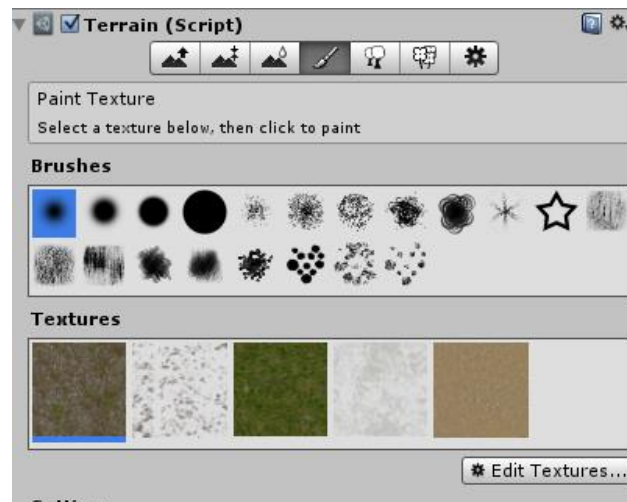 Terrain (Script)
Paint Texture
Select a texture below, then click to paint
Brushes
Textures
Edit Textures...